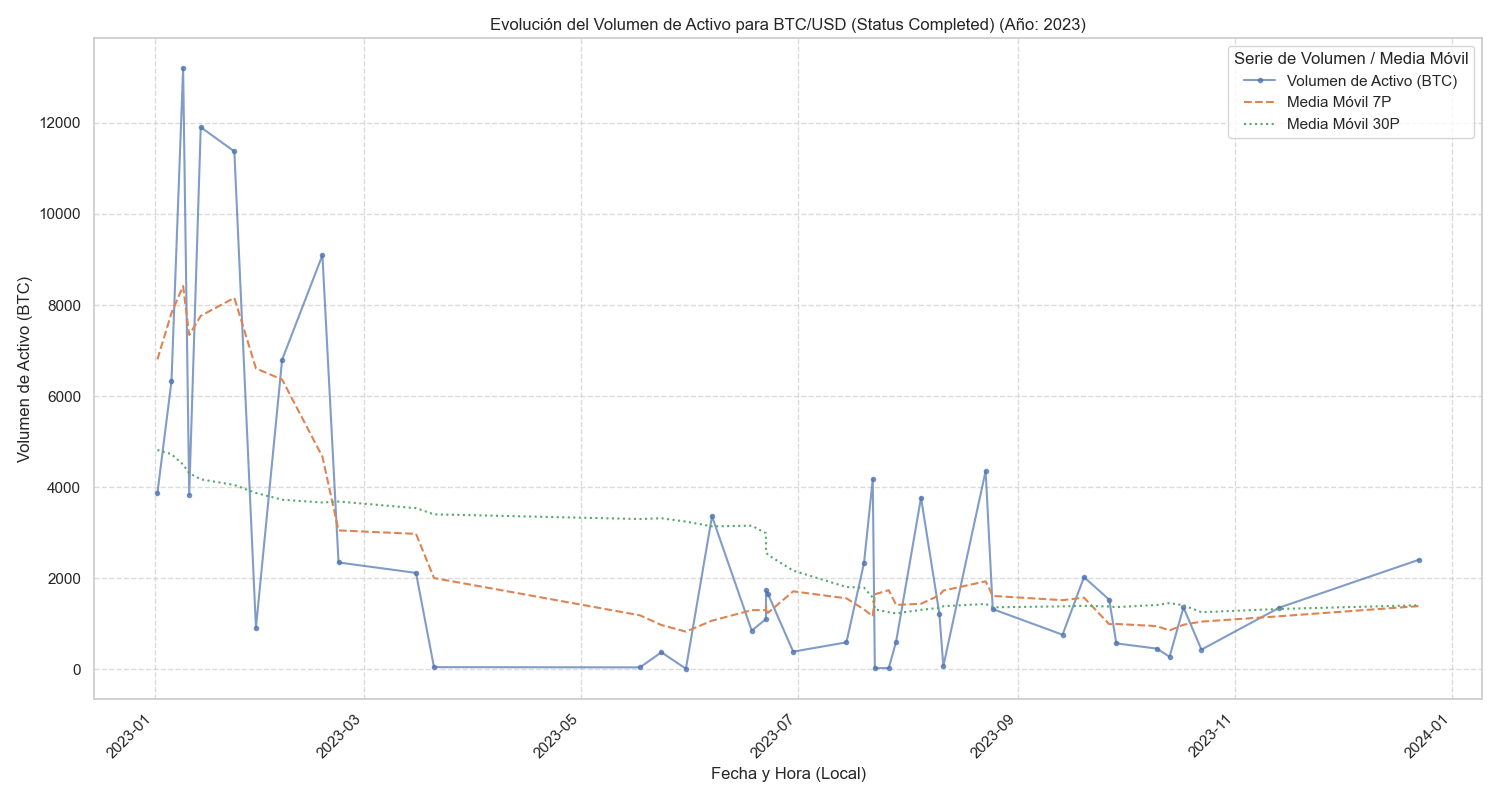 Evolución del Volumen de Activo para BTC/USD (Status Completed) (Año: 2023)
Serie de Volumen / Media Móvil
Volumen de Activo (BTC)
Media Móvil 7P
Media Móvil 30P
Volumen de Activo (BTC)
12000
10000
8000
6000
4000
2000
0
2023-01
2023-03
2023-05
2023-07
2023-09
2023-11
2024-01
Fecha y Hora (Local)